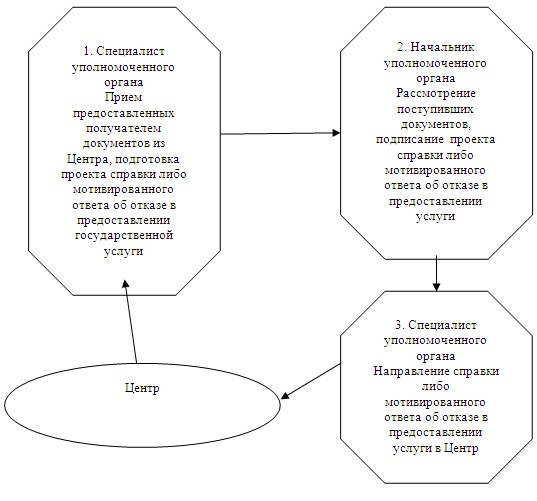 1. Специалист
уполномоченного
органа
Прием
предоставленных
получателем
документов из
Центра, подготовка
проекта справки либо
мотивированного
ответа об отказе в
предоставлении
государственной
услуги
2. Начальник
уполномоченного
органа
Рассмотрение
поступивших
документов,
подписание проекта
справки либо
мотивированного
ответа об отказе в
предоставлении
услуги
3. Специалист
уполномоченного
органа
Направление справки
либо
мотивированного
ответа об отказе в
предоставлении
услуги в Центр
Центр